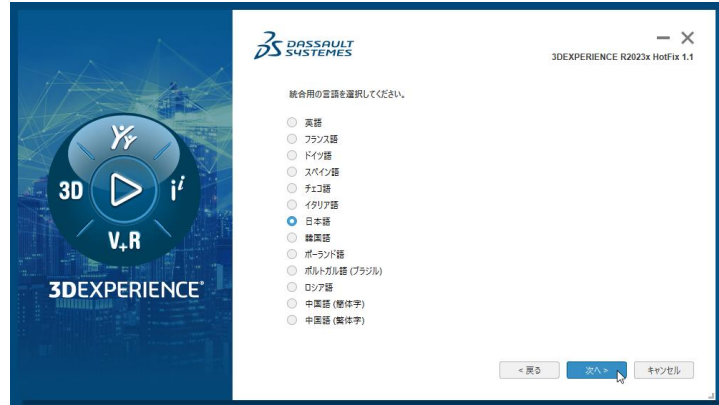 DASSAULT
SYSTEMES
3DEXPERIENCE R2023x HotFix 1.1
統合用の言語を選択してください。
英語
フランス語
ドイツ語
スペイン語
チェコ語
イタリア語
日本語
韓国語
ポーランド語
ポルトガル語 (ブラジル)
ロシア語
中国語 (簡体字)
中国語 (繁体字)
3D
i i
V+R
3DEXPERIENCE®
< 戻る
次へ >
キャンセル